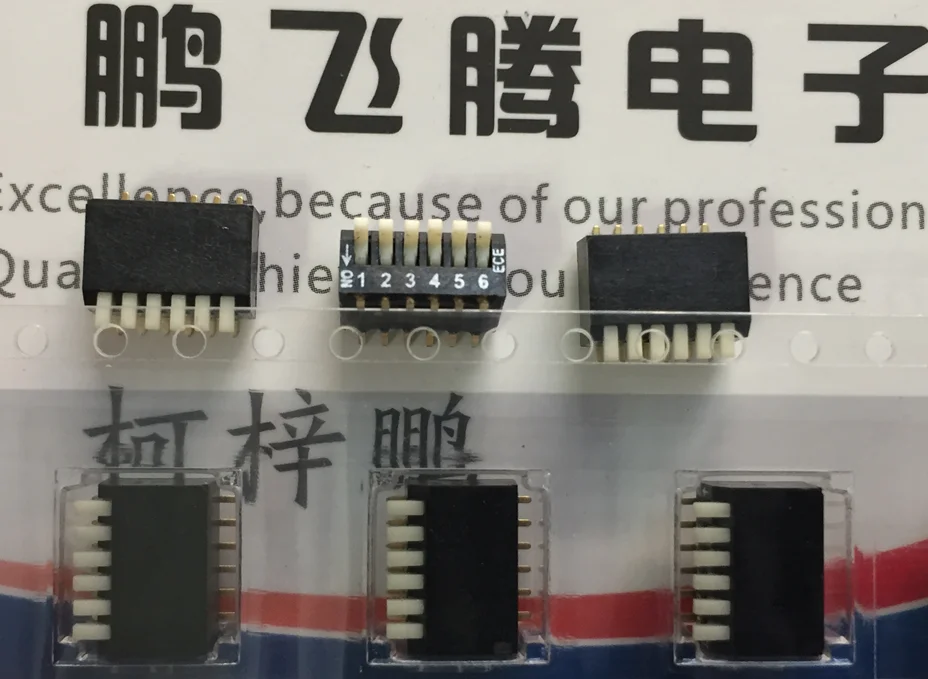 鹏飞腾电子
Excellence,because of our profession
Qua hie ou ence
NO 1 2 3 4 5 6 ECE
柯梓鹏